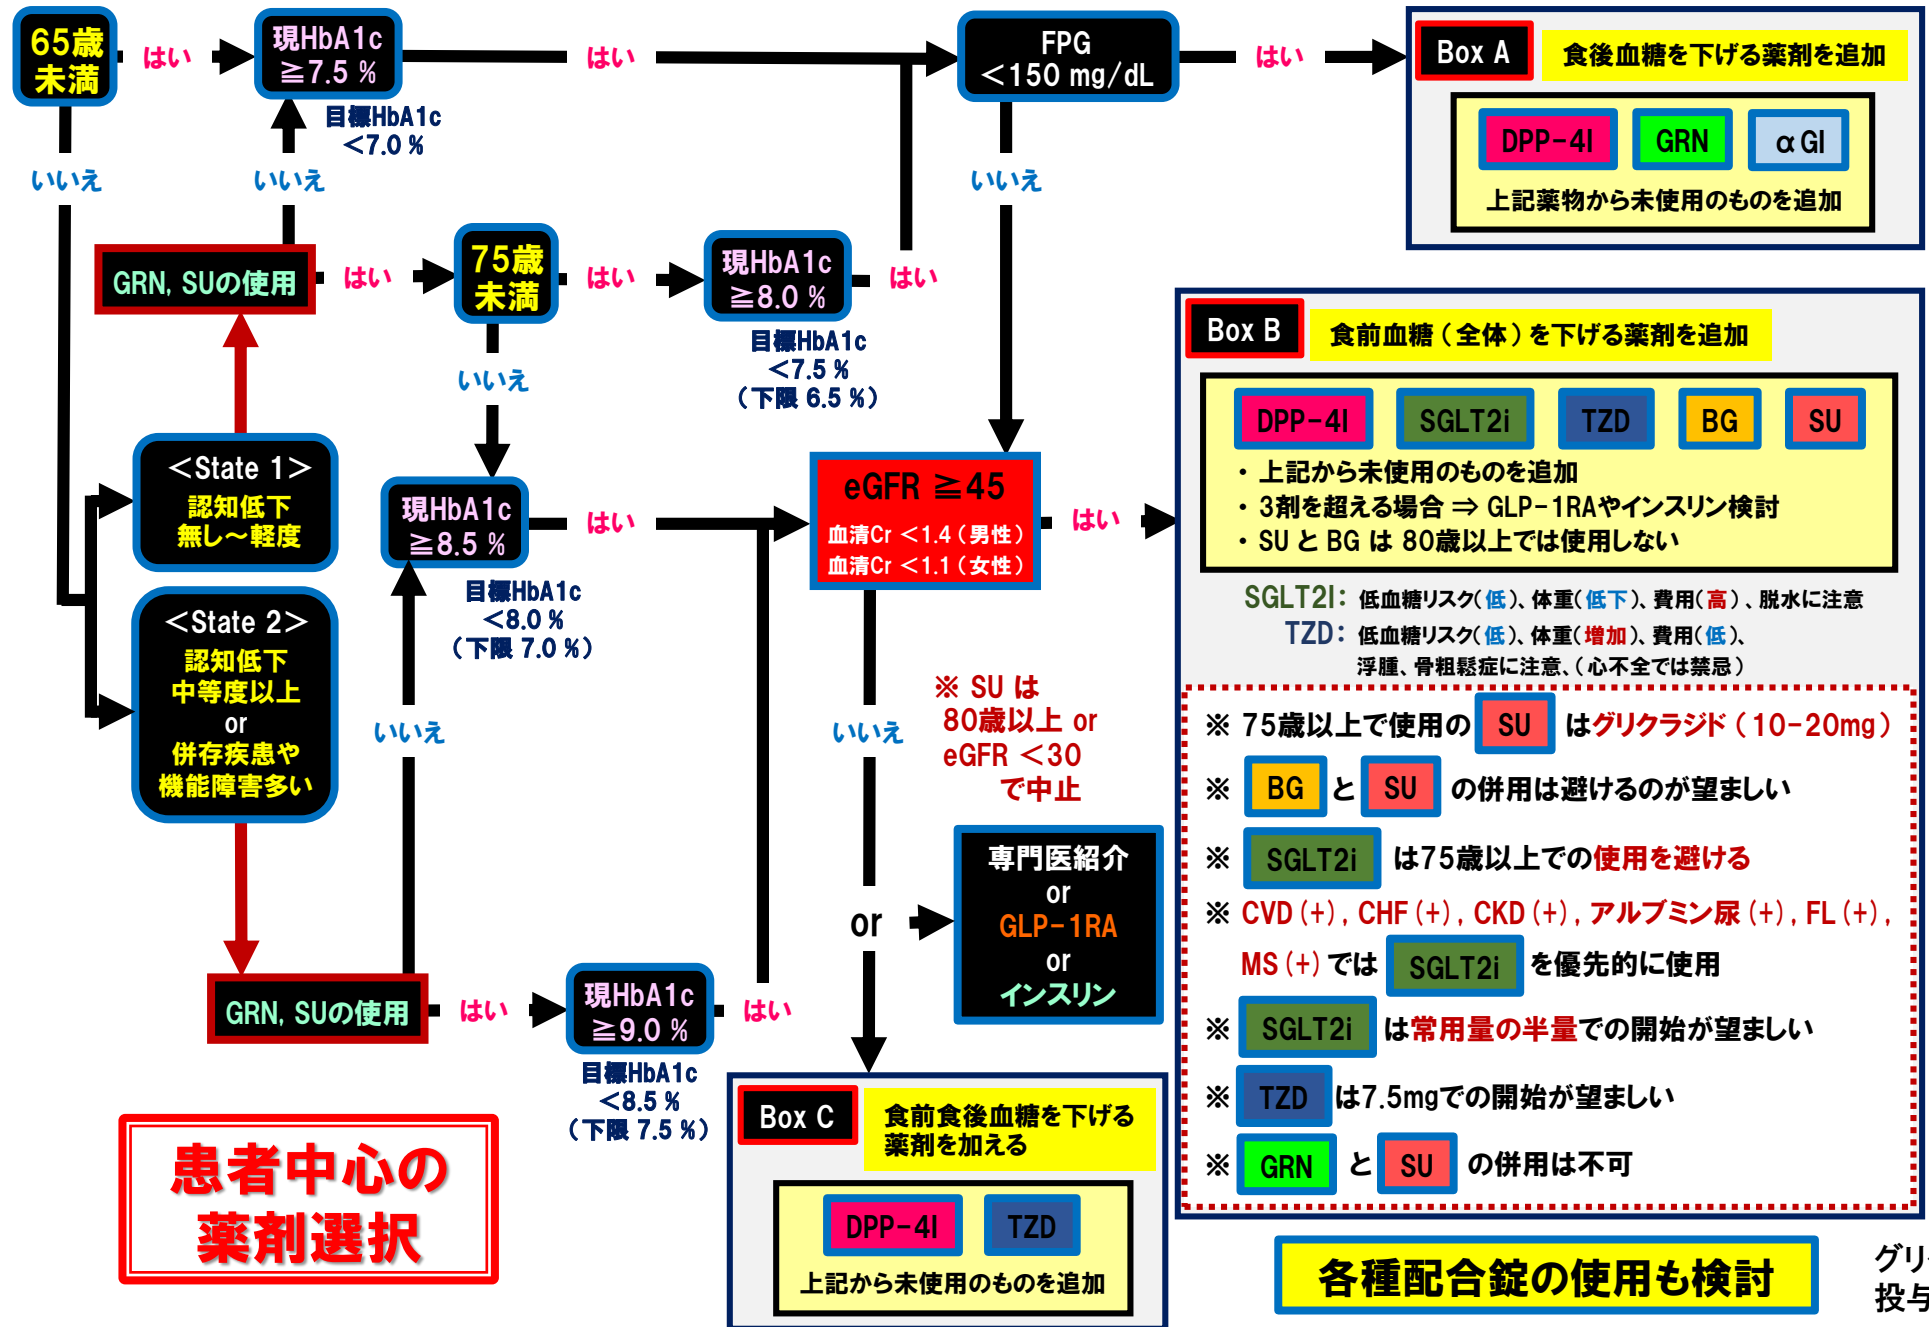 65歳
未満
はい
現HbA1c
≧7.5 %
はい
目標HbA1c
<7.0 %
FPG
<150 mg/dL
はい
Box A
食後血糖を下げる薬剤を追加
DPP-4I
GRN
αGI
上記薬物から未使用のものを追加
いいえ
いいえ
いいえ
GRN, SUの使用
はい
75歳
未満
はい
現HbA1c
≧8.0 %
はい
目標HbA1c
<7.5 %
(下限 6.5 %)
いいえ
<State 1>
認知低下
無し～軽度
<State 2>
認知低下
中等度以上
or
併存疾患や
機能障害多い
現HbA1c
≧8.5 %
はい
目標HbA1c
<8.0 %
(下限 7.0 %)
いいえ
eGFR ≧45
血清Cr <1.4 (男性)
血清Cr <1.1 (女性)
はい
いいえ
※ SU は
80歳以上 or
eGFR <30
で中止
or
専門医紹介
or
GLP-1RA
or
インスリン
GRN, SUの使用
はい
現HbA1c
≧9.0 %
はい
目標HbA1c
<8.5 %
(下限 7.5 %)
Box B
食前血糖 (全体) を下げる薬剤を追加
DPP-4I
SGLT2i
TZD
BG
SU
・ 上記から未使用のものを追加
・ 3剤を超える場合 ⇒ GLP-1RAやインスリン検討
・ SU と BG は 80歳以上では使用しない
SGLT2I: 低血糖リスク(低)、体重(低下)、費用(高) 、脱水に注意
TZD: 低血糖リスク(低)、体重(増加)、費用(低)、
浮腫、骨粗鬆症に注意、(心不全では禁忌)
※ 75歳以上で使用の SU はグリクラジド (10-20mg)
※ BG と SU の併用は避けるのが望ましい
※ SGLT2i は75歳以上での使用を避ける
※ CVD (+), CHF (+), CKD (+), アルブミン尿 (+), FL (+),
MS (+) では SGLT2i を優先的に使用
※ SGLT2i は常用量の半量での開始が望ましい
※ TZD は7.5mgでの開始が望ましい
※ GRN と SU の併用は不可
Box C
食前食後血糖を下げる
薬剤を加える
DPP-4I
TZD
上記から未使用のものを追加
患者中心の
薬剤選択
各種配合錠の使用も検討
グリ
投与